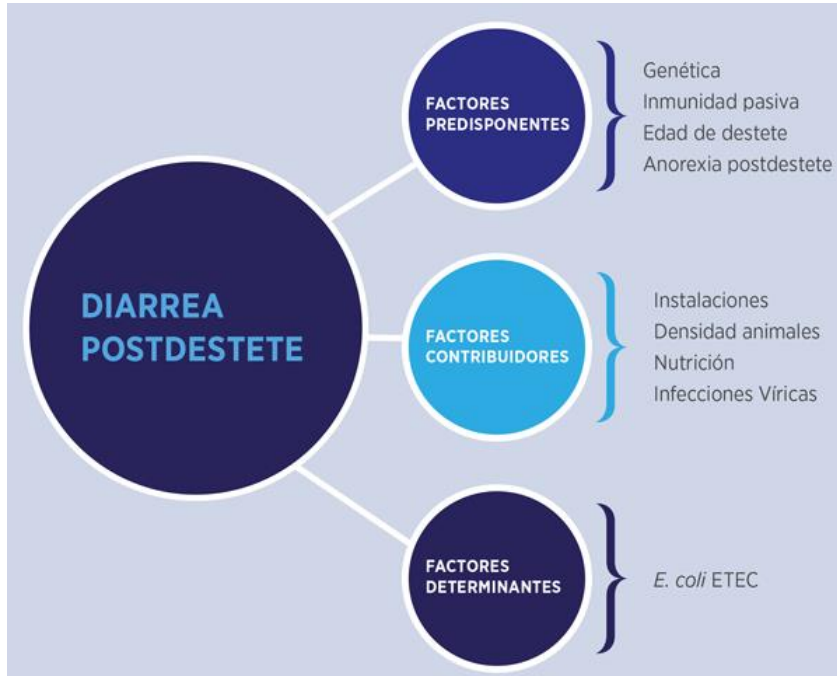 DIARREA
POSTDESTETE
FACTORES
PREDISPONENTES
Genética
Inmunidad pasiva
Edad de destete
Anorexia postdestete
FACTORES
CONTRIBUIDORES
Instalaciones
Densidad animales
Nutrición
Infecciones Víricas
FACTORES
DETERMINANTES
E. coli ETEC